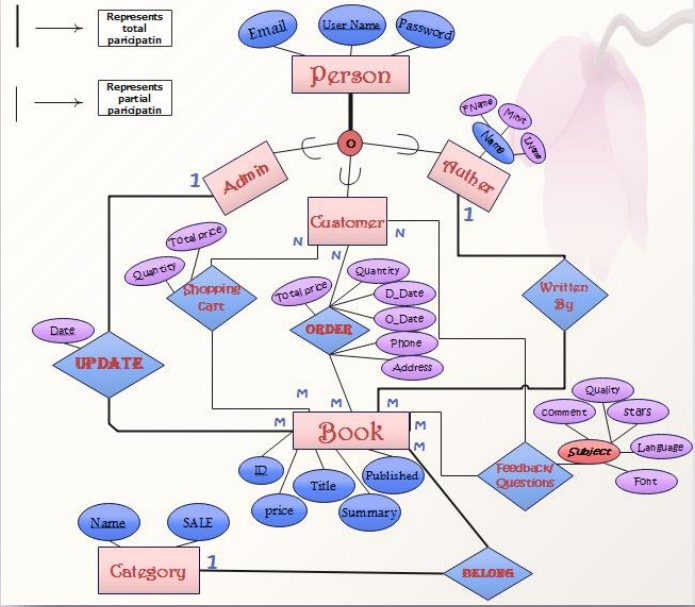 Represents
total
paricipatin
Represents
partial
paricipatin
Email
User Name
Password
Person
O
Admin
Auther
FName
Minit
LName
Name
1
1
Customer
N
N
N
Total price
Quantity
Shopping
Cart
Total price
Quantity
D_Date
O_Date
Phone
Address
ORDER
Written
By
Date
UPDATE
M
M
M
M
M
Book
ID
price
Title
Summary
Published
Quality
comment
stars
Subject
Language
Font
Feedback/
Questions
Name
SALE
Category
1
BELONG